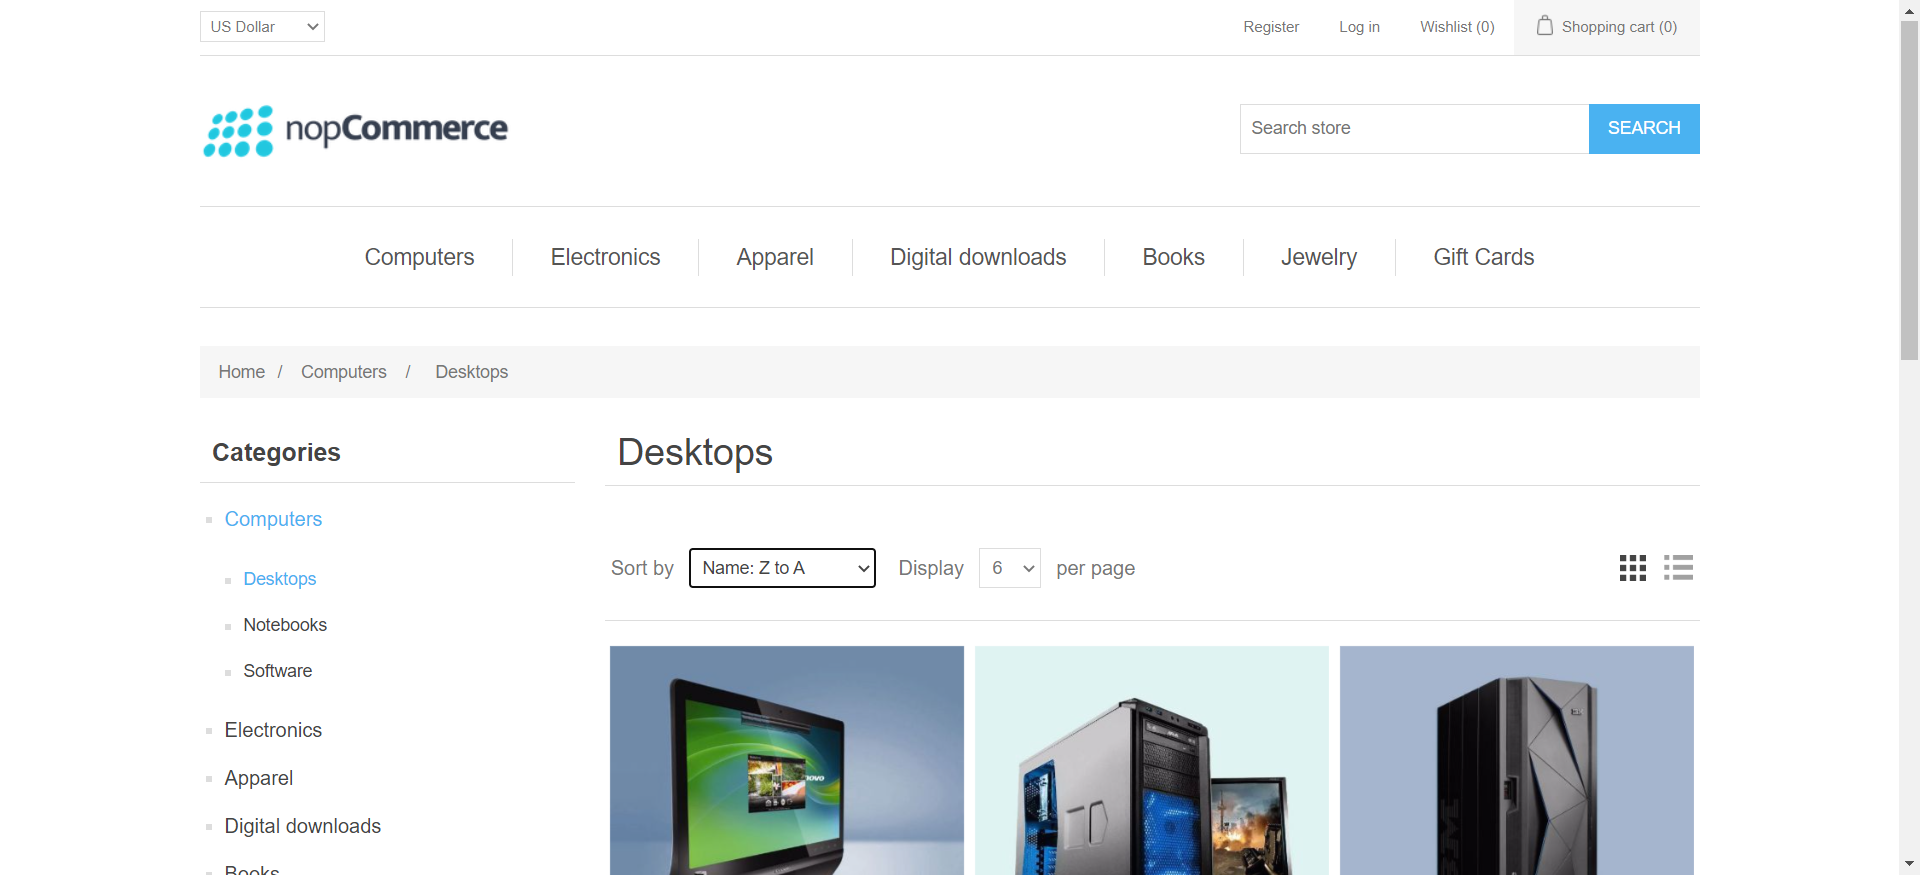 US Dollar
Register
Log in
Wishlist (0)
Shopping cart (0)
nopCommerce
Search store
SEARCH
Computers
Electronics
Apparel
Digital downloads
Books
Jewelry
Gift Cards
Home / Computers / Desktops
Categories
Computers
Desktops
Notebooks
Software
Electronics
Apparel
Digital downloads
Books
Desktops
Sort by Name: Z to A Display 6 per page